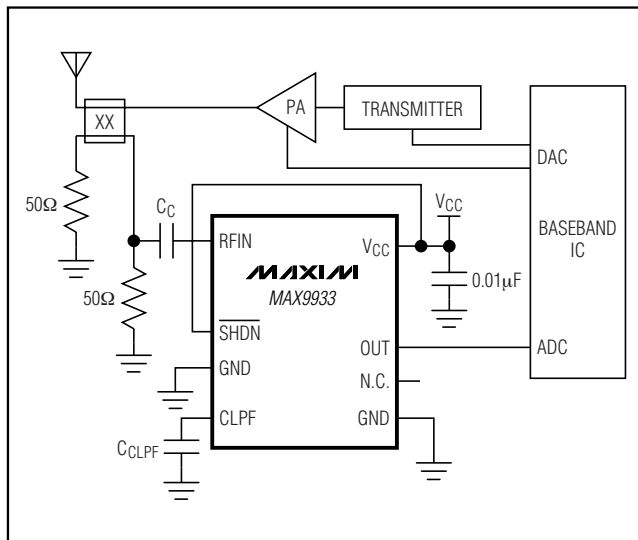 PA
TRANSMITTER
XX
DAC
50Ω
C_C
V_CC
RFIN
V_CC
BASEBAND
IC
MAXIM
MAX9933
0.01µF
50Ω
SHDN
OUT
ADC
GND
N.C.
CLPF
GND
C_CLPF